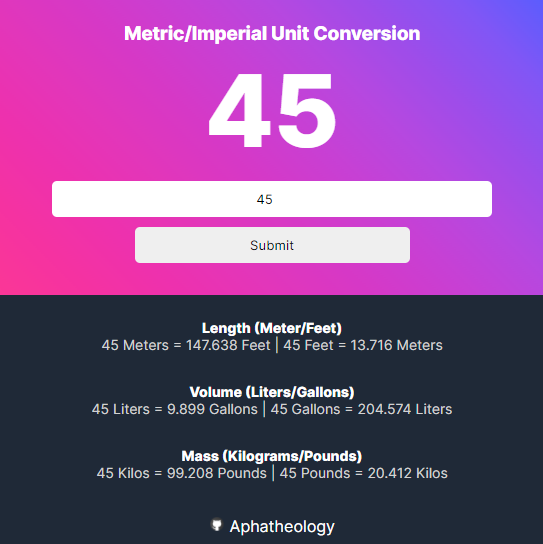 Metric/Imperial Unit Conversion
45
45
Submit
Length (Meter/Feet)
45 Meters = 147.638 Feet | 45 Feet = 13.716 Meters
Volume (Liters/Gallons)
45 Liters = 9.899 Gallons | 45 Gallons = 204.574 Liters
Mass (Kilograms/Pounds)
45 Kilos = 99.208 Pounds | 45 Pounds = 20.412 Kilos
Aphatheology